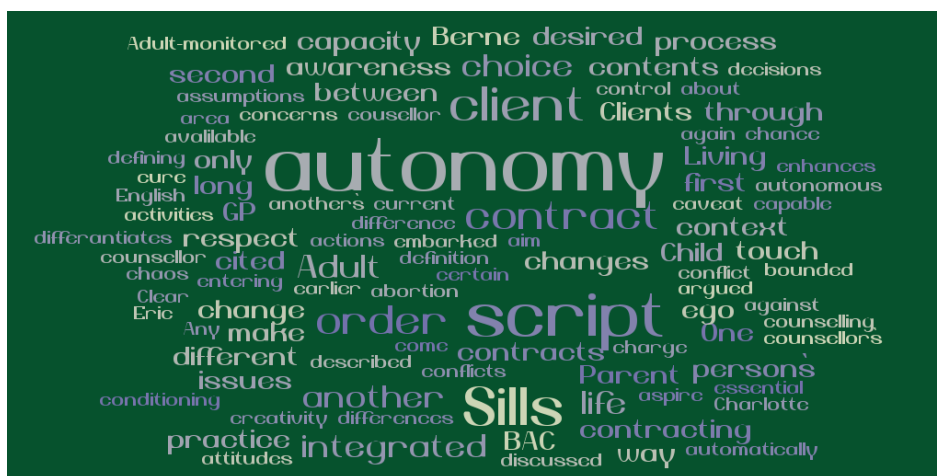 Adult-monitored capacity Berne desired process
second awareness choice contents decisions
assumptions between client control about
area concerns cousellor Clients through
avalilable again chance
defining only autonomy Living enhances
cure long first autonomous
English another's current caveat capable
activities GP difference contract context
differantiates respect actions embarked aim
counsellor cited Adult definition changes Child touch
chaos entering certain conflict bounded
Clear earlier abortion argued
Eric change order script ego against
Any make One counselling
come contracts charge counsellors
different described conflicts Parent person's '
issues
conditioning another Sills life aspire essential
creativity differences Charlotte
practice integrated BAC contracting
attitudes discussed way automatically